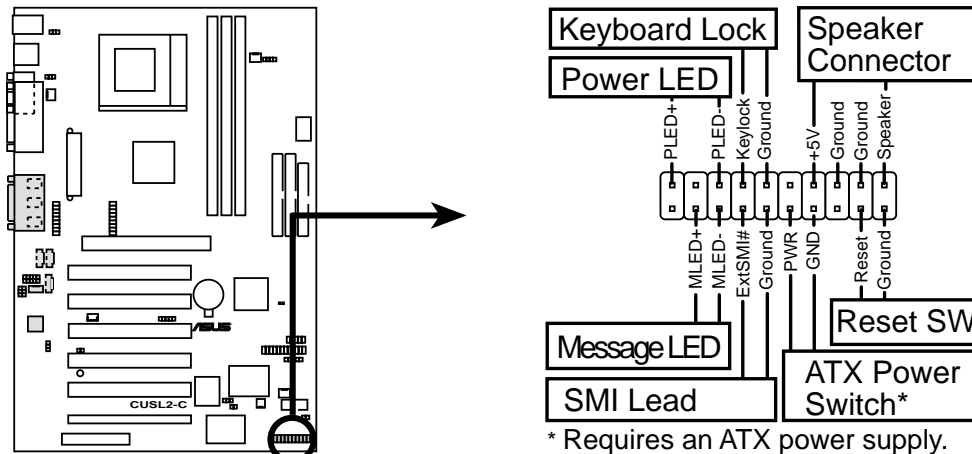 Keyboard Lock
Power LED
Speaker
Connector
PLED+
PLED-
Keylock
Ground
+5V
Ground
Ground
Speaker
MLED+
MLED-
ExtSMI#
Ground
PWR
GND
Reset
Ground
Reset SW
Message LED
SMI Lead
ATX Power
Switch*
* Requires an ATX power supply.
ASUS
CUSL2-C